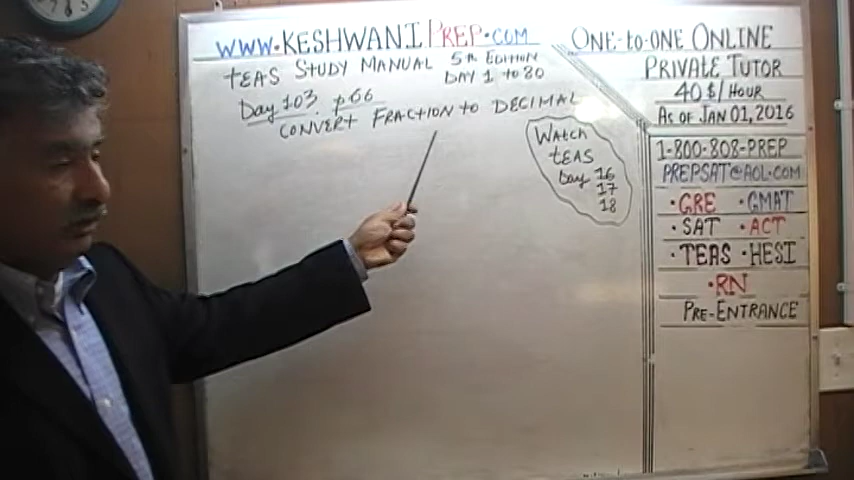 www.KESHWANIPREP.COM
TEAS STUDY MANUAL 5th EDITION
DAY 1 to 80
Day 103. p66
CONVERT FRACTION to DECIMAL
Watch
TEAS
Day 16
17
18
ONE-to-ONE ONLINE
PRIVATE TUTOR
40$/HOUR
AS OF JAN 01, 2016
1-800-808-PREP
PREPSAT@AOL.COM
•GRE •GMAT
•SAT •ACT
•TEAS •HESI
•RN
PRE-ENTRANCE